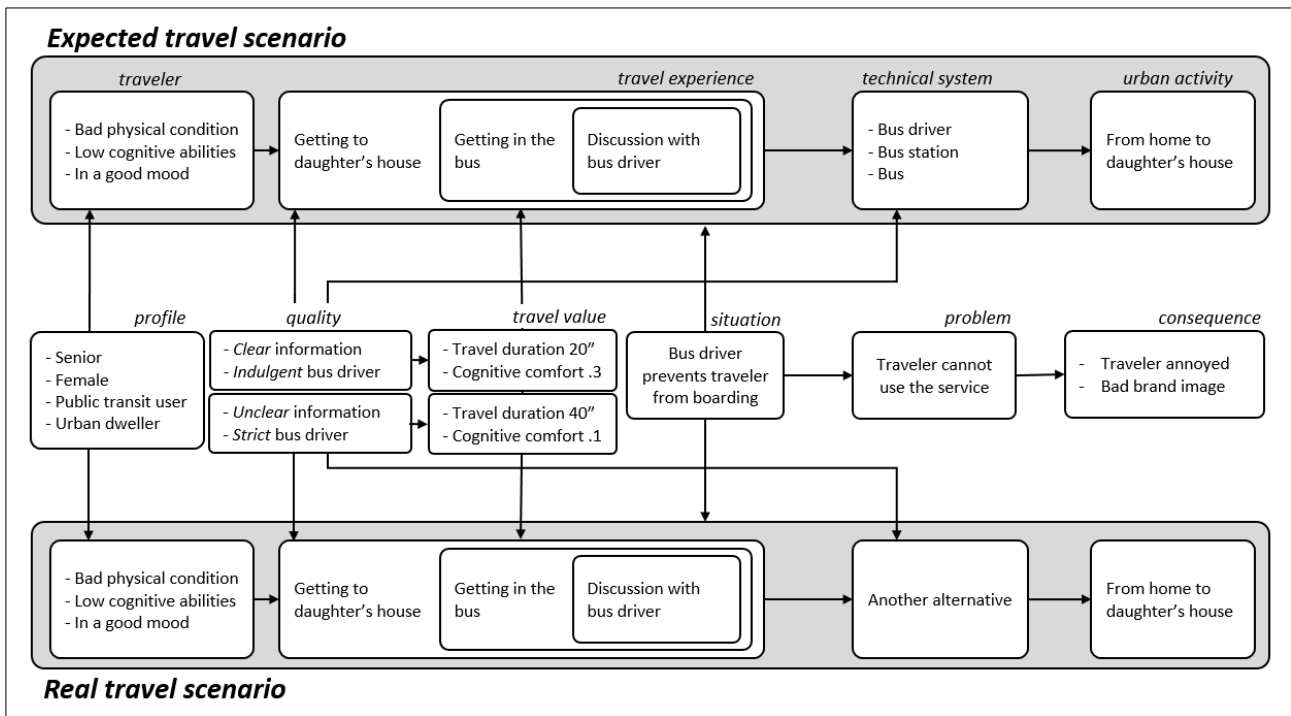 Expected travel scenario
traveler
travel experience
technical system
urban activity
- Bad physical condition
- Low cognitive abilities
- In a good mood
Getting to
daughter's house
Getting in the
bus
Discussion with
bus driver
- Bus driver
- Bus station
- Bus
From home to
daughter's house
profile
quality
travel value
situation
problem
consequence
- Senior
- Female
- Public transit user
- Urban dweller
- Clear information
- Indulgent bus driver
- Travel duration 20”
- Cognitive comfort .3
- Unclear information
- Strict bus driver
- Travel duration 40”
- Cognitive comfort .1
Bus driver
prevents traveler
from boarding
Traveler cannot
use the service
- Traveler annoyed
- Bad brand image
- Bad physical condition
- Low cognitive abilities
- In a good mood
Getting to
daughter's house
Getting in the
bus
Discussion with
bus driver
Another alternative
From home to
daughter's house
Real travel scenario